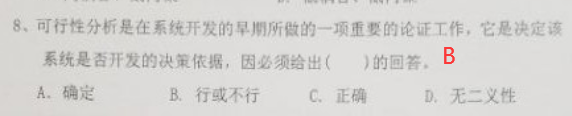 8、可行性分析是在系统开发的早期所做的一项重要的论证工作，它是决定该
系统是否开发的决策依据，因必须给出(    )的回答。 B
A. 确定    B. 行或不行    C. 正确    D. 无二义性